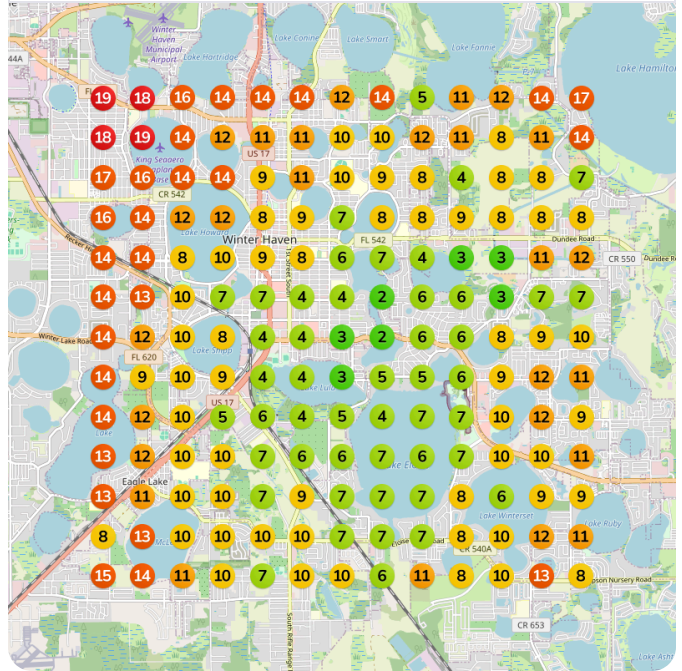 Winter
Haven
Municipal
Airport
Lake Hartridge
Lake Conine
Lake Smart
Lake Fannie
Lake Hamilton
44A
19 18 16 14 14 14 12 14 5 11 12 14 17
18 19 14 12 11 11 10 10 12 11 8 11 14
King
US 17
17 16 14 14 9 11 10 9 8 4 8 8 7
CR 542
16 14 12 12 8 9 7 8 8 9 8 8 8
Lake Howard
Winter Haven
FL 542
Dundee Road
14 14 8 10 9 8 6 7 4 3 3 11 12
CR 550
1st Street South
14 13 10 7 7 4 4 2 6 6 3 7 7
14 12 10 8 4 4 3 2 6 6 8 9 10
Winter Lake Road
Lake Shipp
FL 620
14 9 10 9 4 4 3 5 5 6 9 12 11
US 17
14 12 10 5 6 4 5 4 7 7 10 12 9
Lake
13 12 10 10 7 6 6 7 6 7 10 10 11
Eagle Lake
13 11 10 10 7 9 7 7 7 8 6 9 9
Lake Winterset
Lake Ruby
8 13 10 10 10 10 7 7 7 8 10 12 11
Road
CR 540A
15 14 11 10 7 10 10 6 11 8 10 13 8
Nursery Road
South Rifle Range
CR 653
Lake Ashton